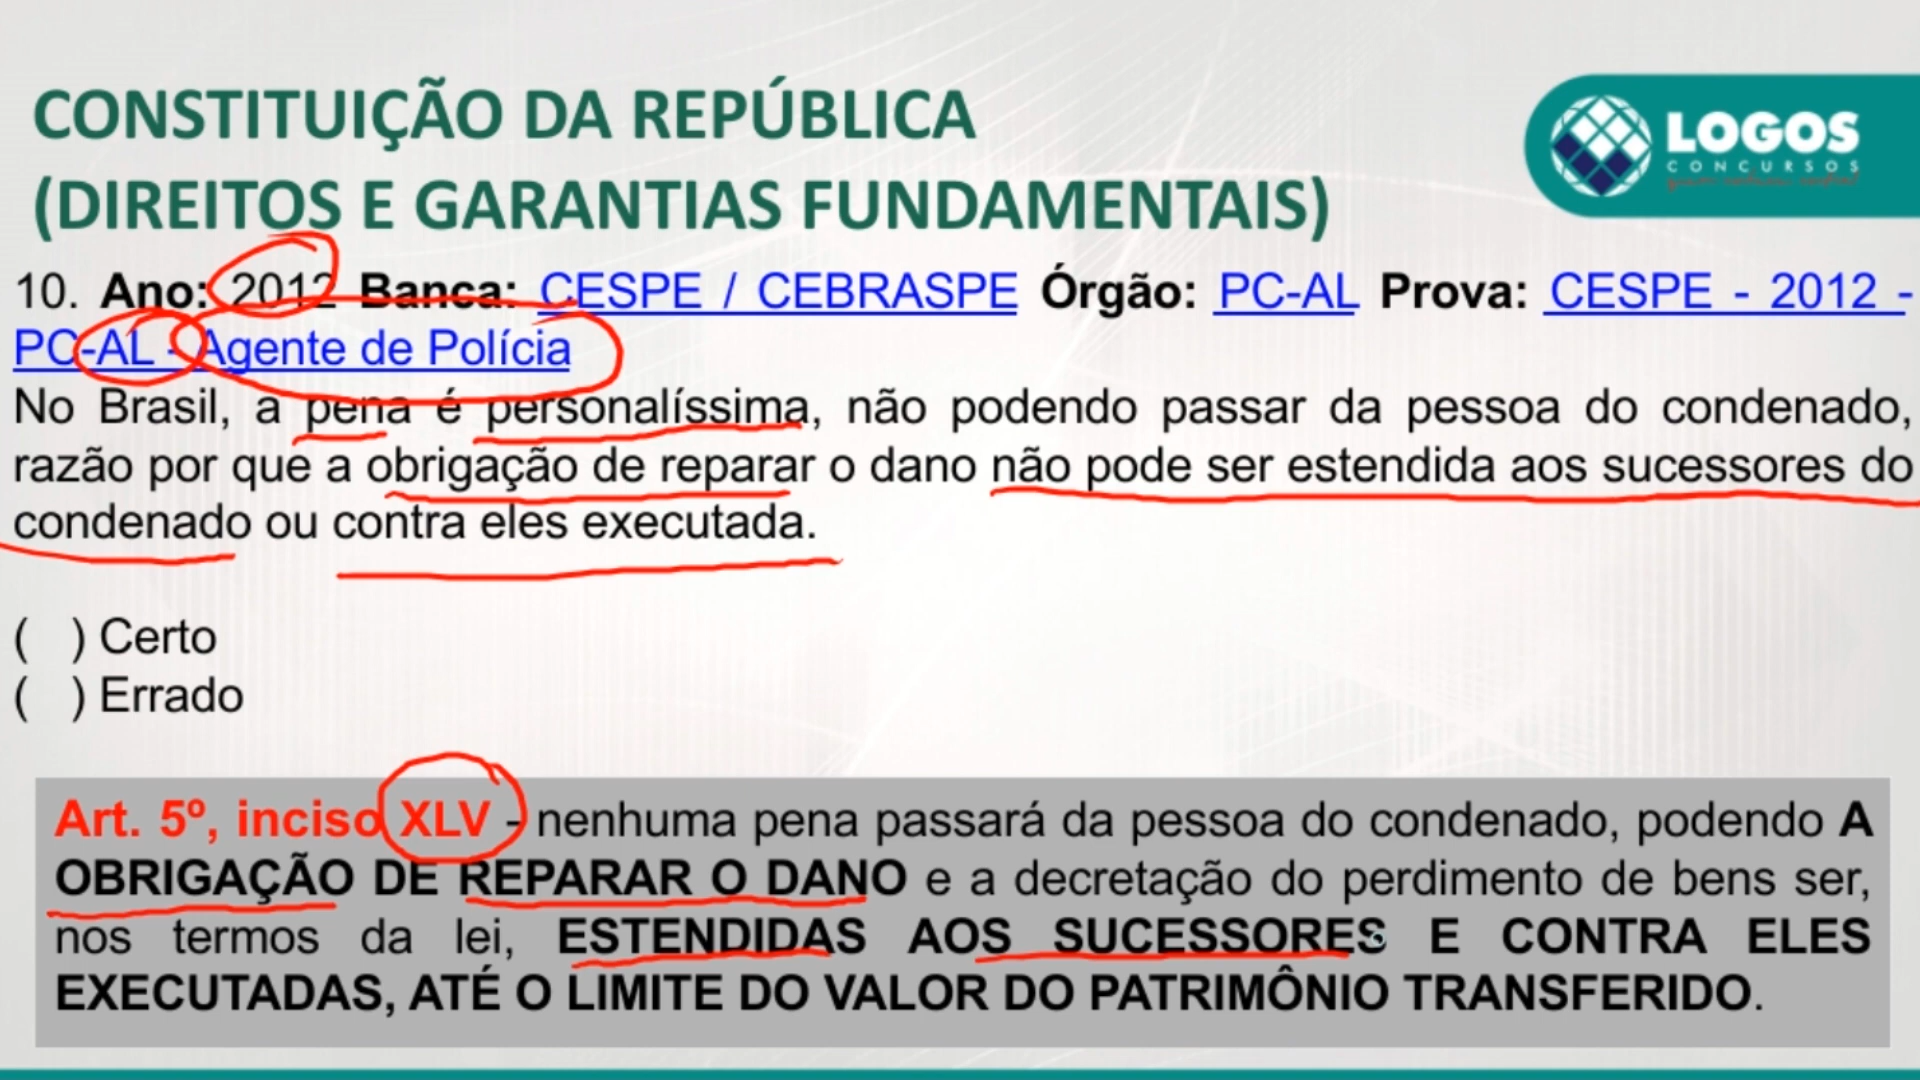 CONSTITUIÇÃO DA REPÚBLICA
(DIREITOS E GARANTIAS FUNDAMENTAIS)
LOGOS
CONCURSOS
10. Ano: 2012 Banca: CESPE / CEBRASPE Órgão: PC-AL Prova: CESPE - 2012 -
PC-AL - Agente de Polícia
No Brasil, a pena é personalíssima, não podendo passar da pessoa do condenado,
razão por que a obrigação de reparar o dano não pode ser estendida aos sucessores do
condenado ou contra eles executada.
( ) Certo
( ) Errado
Art. 5º, inciso XLV - nenhuma pena passará da pessoa do condenado, podendo A
OBRIGAÇÃO DE REPARAR O DANO e a decretação do perdimento de bens ser,
nos termos da lei, ESTENDIDAS AOS SUCESSORES E CONTRA ELES
EXECUTADAS, ATÉ O LIMITE DO VALOR DO PATRIMÔNIO TRANSFERIDO.